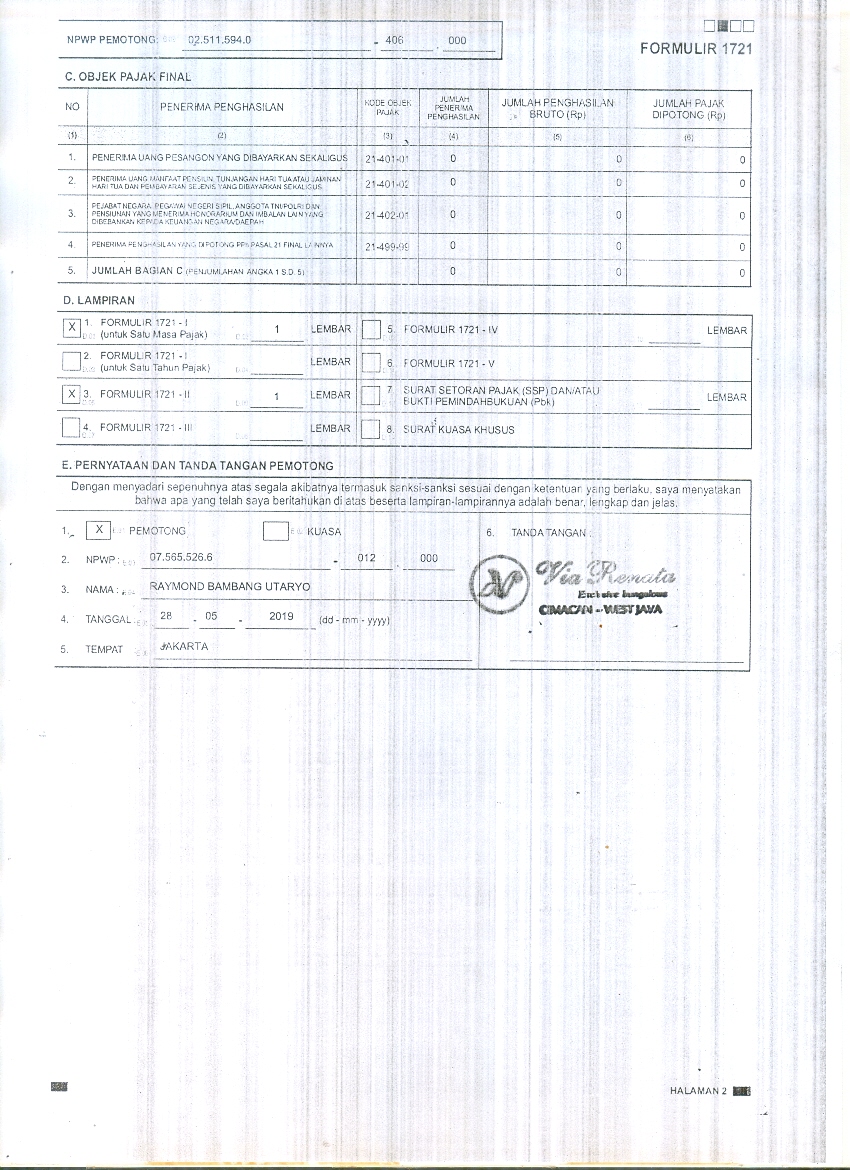 NPWP PEMOTONG: 02.511.594.0 - 406 . 000
FORMULIR 1721
C. OBJEK PAJAK FINAL
NO PENERIMA PENGHASILAN KODE OBJEK PAJAK JUMLAH PENERIMA PENGHASILAN JUMLAH PENGHASILAN BRUTO (Rp) JUMLAH PAJAK DIPOTONG (Rp)
(1) (2) (3) (4) (5) (6)
1. PENERIMA UANG PESANGON YANG DIBAYARKAN SEKALIGUS 21-401-01 0 0 0
2. PENERIMA UANG MANFAAT PENSIUN, TUNJANGAN HARI TUA ATAU JAMINAN
HARI TUA DAN PEMBAYARAN SEJENIS YANG DIBAYARKAN SEKALIGUS 21-401-02 0 0 0
3. PEJABAT NEGARA, PEGAWAI NEGERI SIPIL, ANGGOTA TNI/POLRI DAN
PENSIUNAN YANG MENERIMA HONORARIUM DAN IMBALAN LAIN YANG
DIBEBANKAN KEPADA KEUANGAN NEGARA/DAERAH 21-402-01 0 0 0
4. PENERIMA PENGHASILAN YANG DIPOTONG PPh PASAL 21 FINAL LAINNYA 21-499-99 0 0 0
5. JUMLAH BAGIAN C (PENJUMLAHAN ANGKA 1 S.D. 5) 0 0 0
D. LAMPIRAN
X 1. FORMULIR 1721 - I
(untuk Satu Masa Pajak) 1 LEMBAR
5. FORMULIR 1721 - IV LEMBAR
2. FORMULIR 1721 - I
(untuk Satu Tahun Pajak) LEMBAR
6. FORMULIR 1721 - V
X 3. FORMULIR 1721 - II 1 LEMBAR
7. SURAT SETORAN PAJAK (SSP) DAN/ATAU
BUKTI PEMINDAHBUKUAN (Pbk) LEMBAR
4. FORMULIR 1721 - III LEMBAR
8. SURAT KUASA KHUSUS
E. PERNYATAAN DAN TANDA TANGAN PEMOTONG
Dengan menyadari sepenuhnya atas segala akibatnya termasuk sanksi-sanksi sesuai dengan ketentuan yang berlaku, saya menyatakan
bahwa apa yang telah saya beritahukan di atas beserta lampiran-lampirannya adalah benar, lengkap dan jelas.
1. X PEMOTONG KUASA
2. NPWP : 07.565.526.6 - 012 . 000
3. NAMA : RAYMOND BAMBANG UTARYO
4. TANGGAL : 28 - 05 - 2019 (dd - mm - yyyy)
5. TEMPAT JAKARTA
6. TANDA TANGAN :
Via Renata
Exclusive bungalows
CIMACAN - WEST JAVA
HALAMAN 2